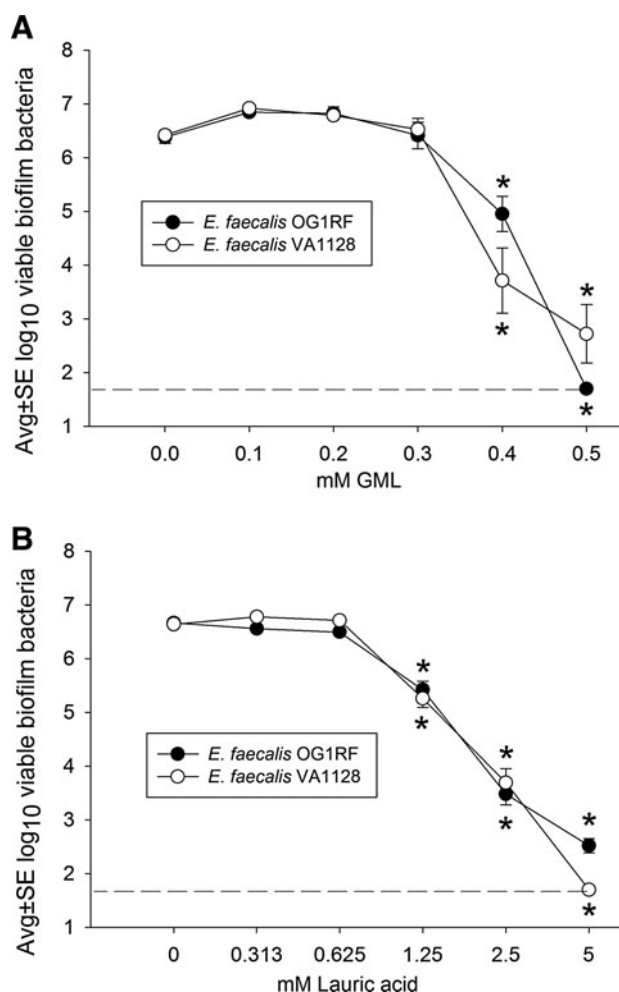 A
Avg±SE log10 viable biofilm bacteria
8
7
6
5
4
3
2
1
E. faecalis OG1RF
E. faecalis VA1128
*
*
*
*
0.0 0.1 0.2 0.3 0.4 0.5
mM GML
B
Avg±SE log10 viable biofilm bacteria
8
7
6
5
4
3
2
1
E. faecalis OG1RF
E. faecalis VA1128
*
*
*
*
*
*
0 0.313 0.625 1.25 2.5 5
mM Lauric acid